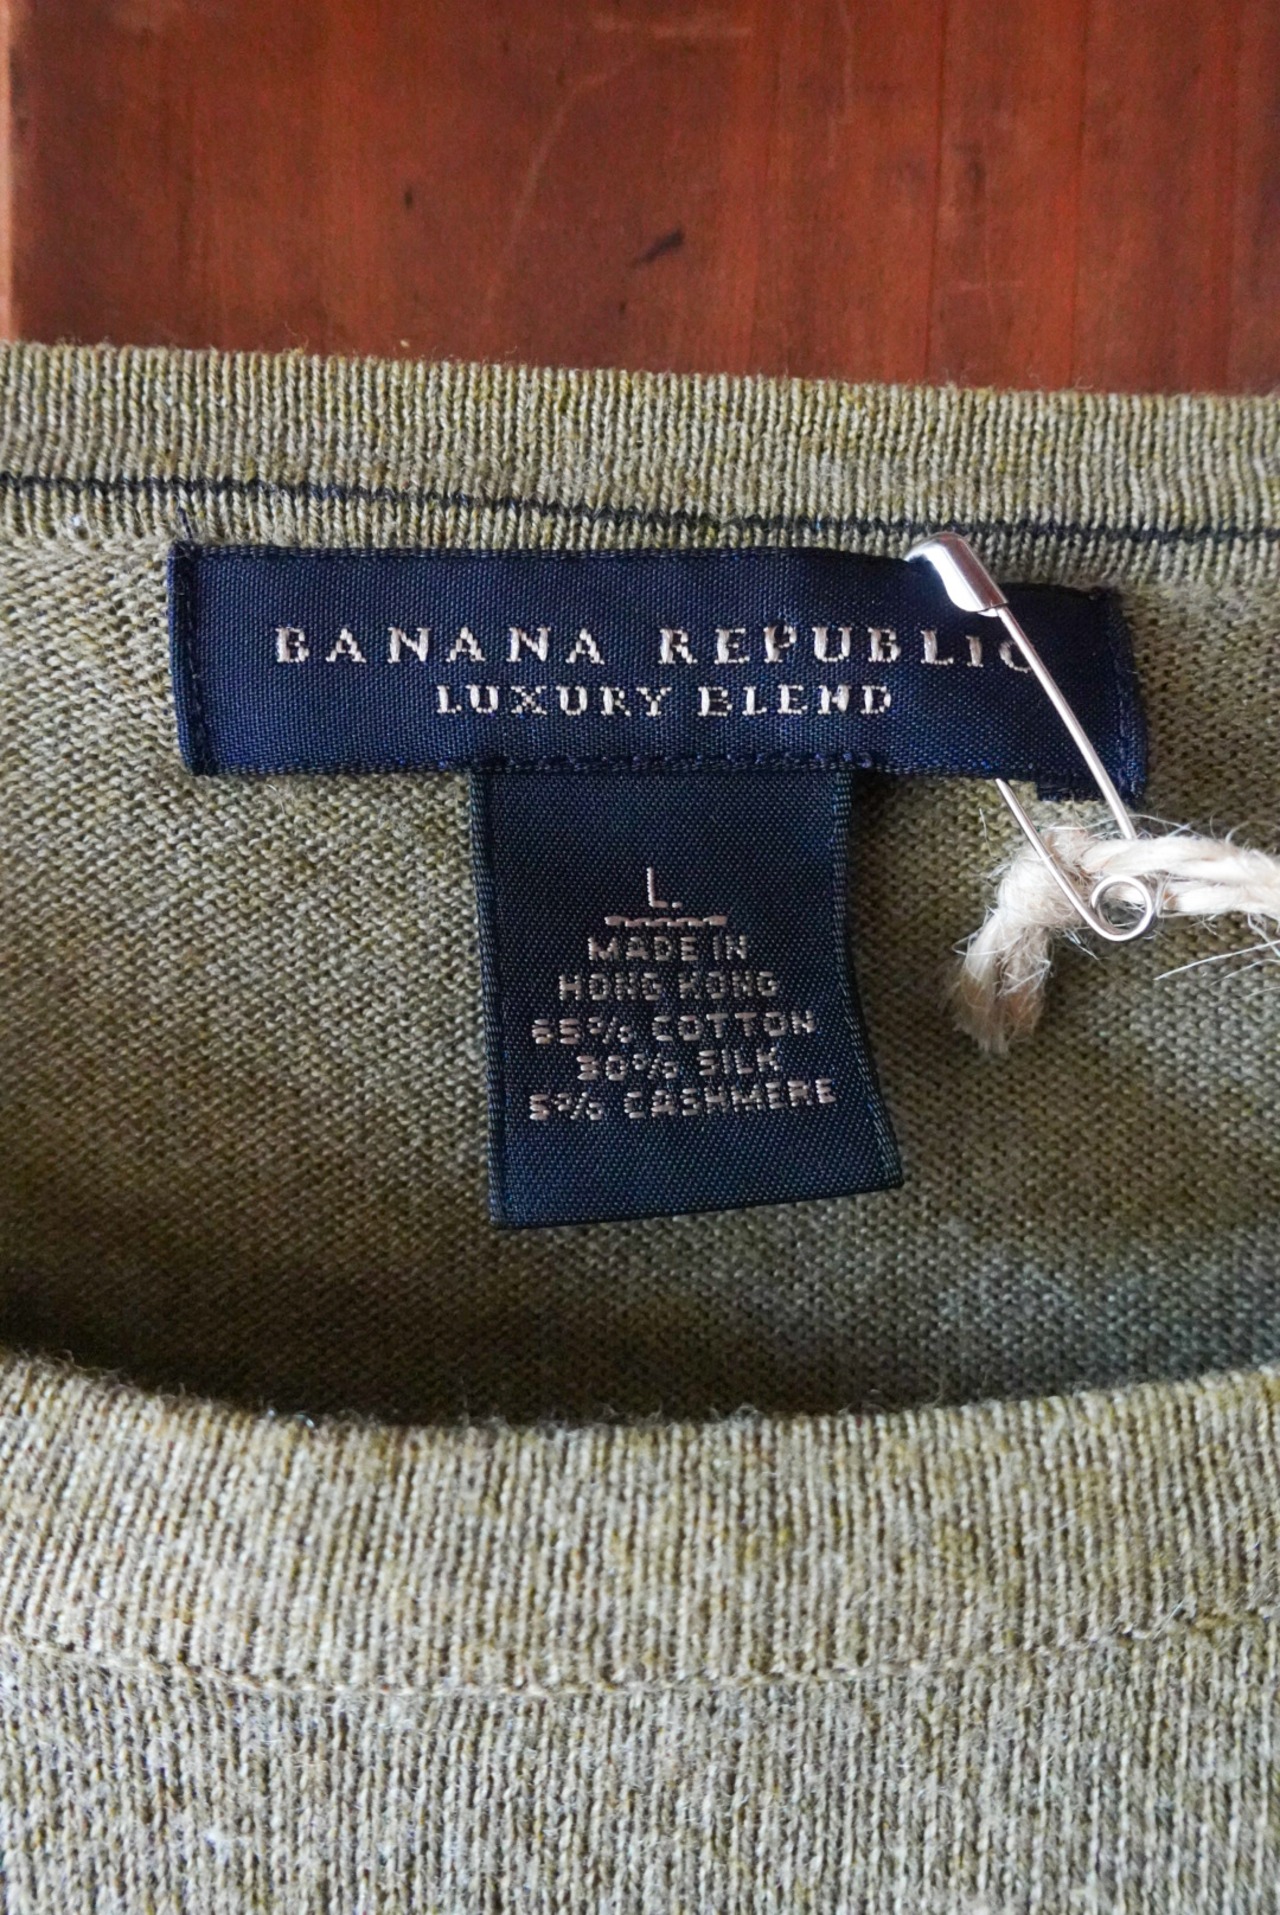 BANANA REPUBLIC
LUXURY BLEND
L.
MADE IN
HONG KONG
65% COTTON
30% SILK
5% CASHMERE